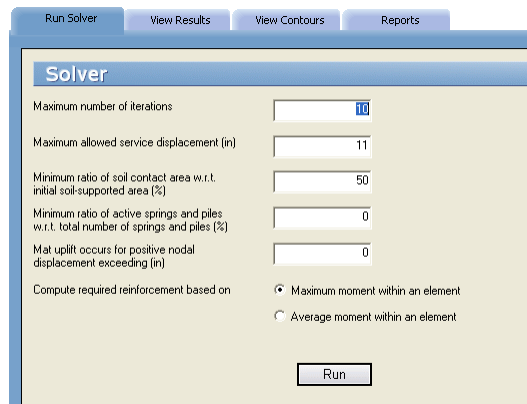 Run Solver View Results View Contours Reports
Solver
Maximum number of iterations 10
Maximum allowed service displacement (in) 11
Minimum ratio of soil contact area w.r.t.
initial soil-supported area (%) 50
Minimum ratio of active springs and piles
w.r.t. total number of springs and piles (%) 0
Mat uplift occurs for positive nodal
displacement exceeding (in) 0
Compute required reinforcement based on Maximum moment within an element
Average moment within an element
Run